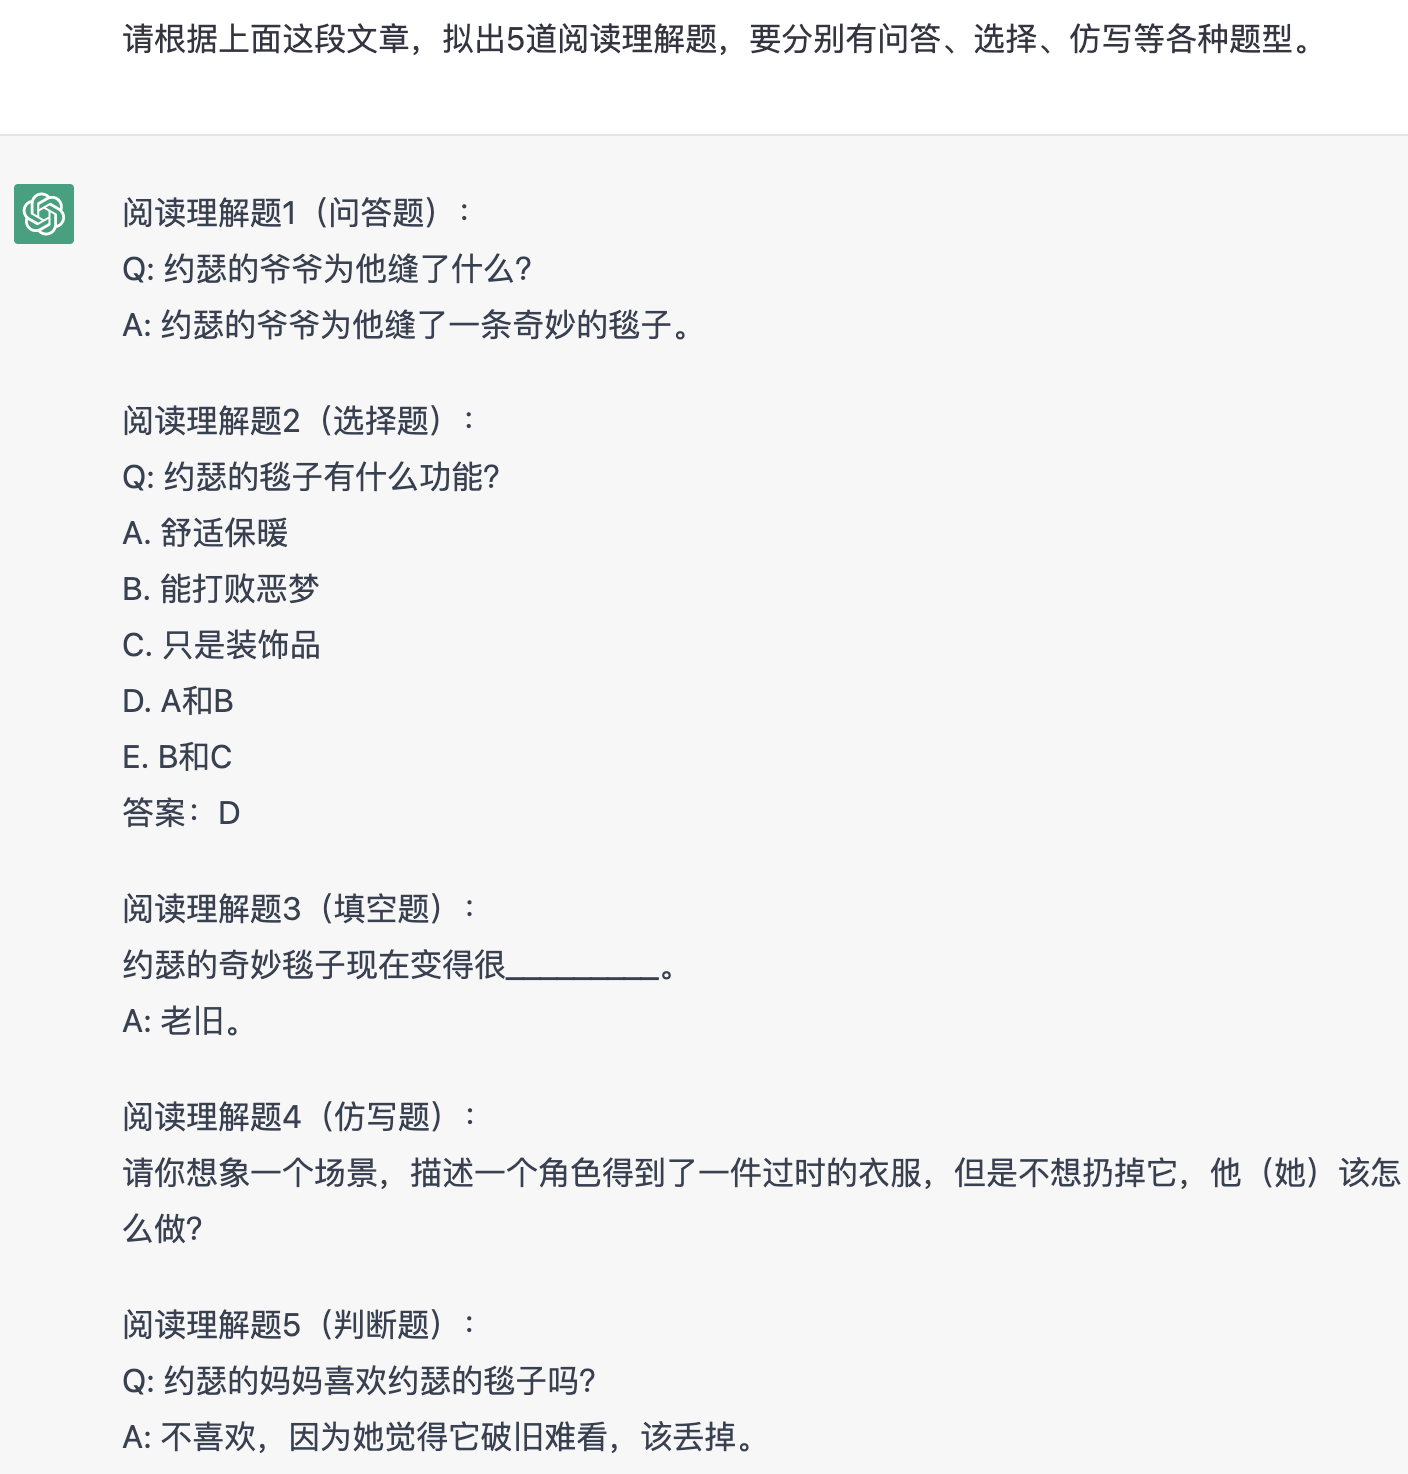 请根据上面这段文章，拟出5道阅读理解题，要分别有问答、选择、仿写等各种题型。
阅读理解题1（问答题）：
Q: 约瑟的爷爷为他缝了什么?
A: 约瑟的爷爷为他缝了一条奇妙的毯子。
阅读理解题2（选择题）：
Q: 约瑟的毯子有什么功能?
A. 舒适保暖
B. 能打败恶梦
C. 只是装饰品
D. A和B
E. B和C
答案：D
阅读理解题3（填空题）：
约瑟的奇妙毯子现在变得很_________。
A: 老旧。
阅读理解题4（仿写题）：
请你想象一个场景，描述一个角色得到了一件过时的衣服，但是不想扔掉它，他（她）该怎
么做?
阅读理解题5（判断题）：
Q: 约瑟的妈妈喜欢约瑟的毯子吗?
A: 不喜欢，因为她觉得它破旧难看，该丢掉。